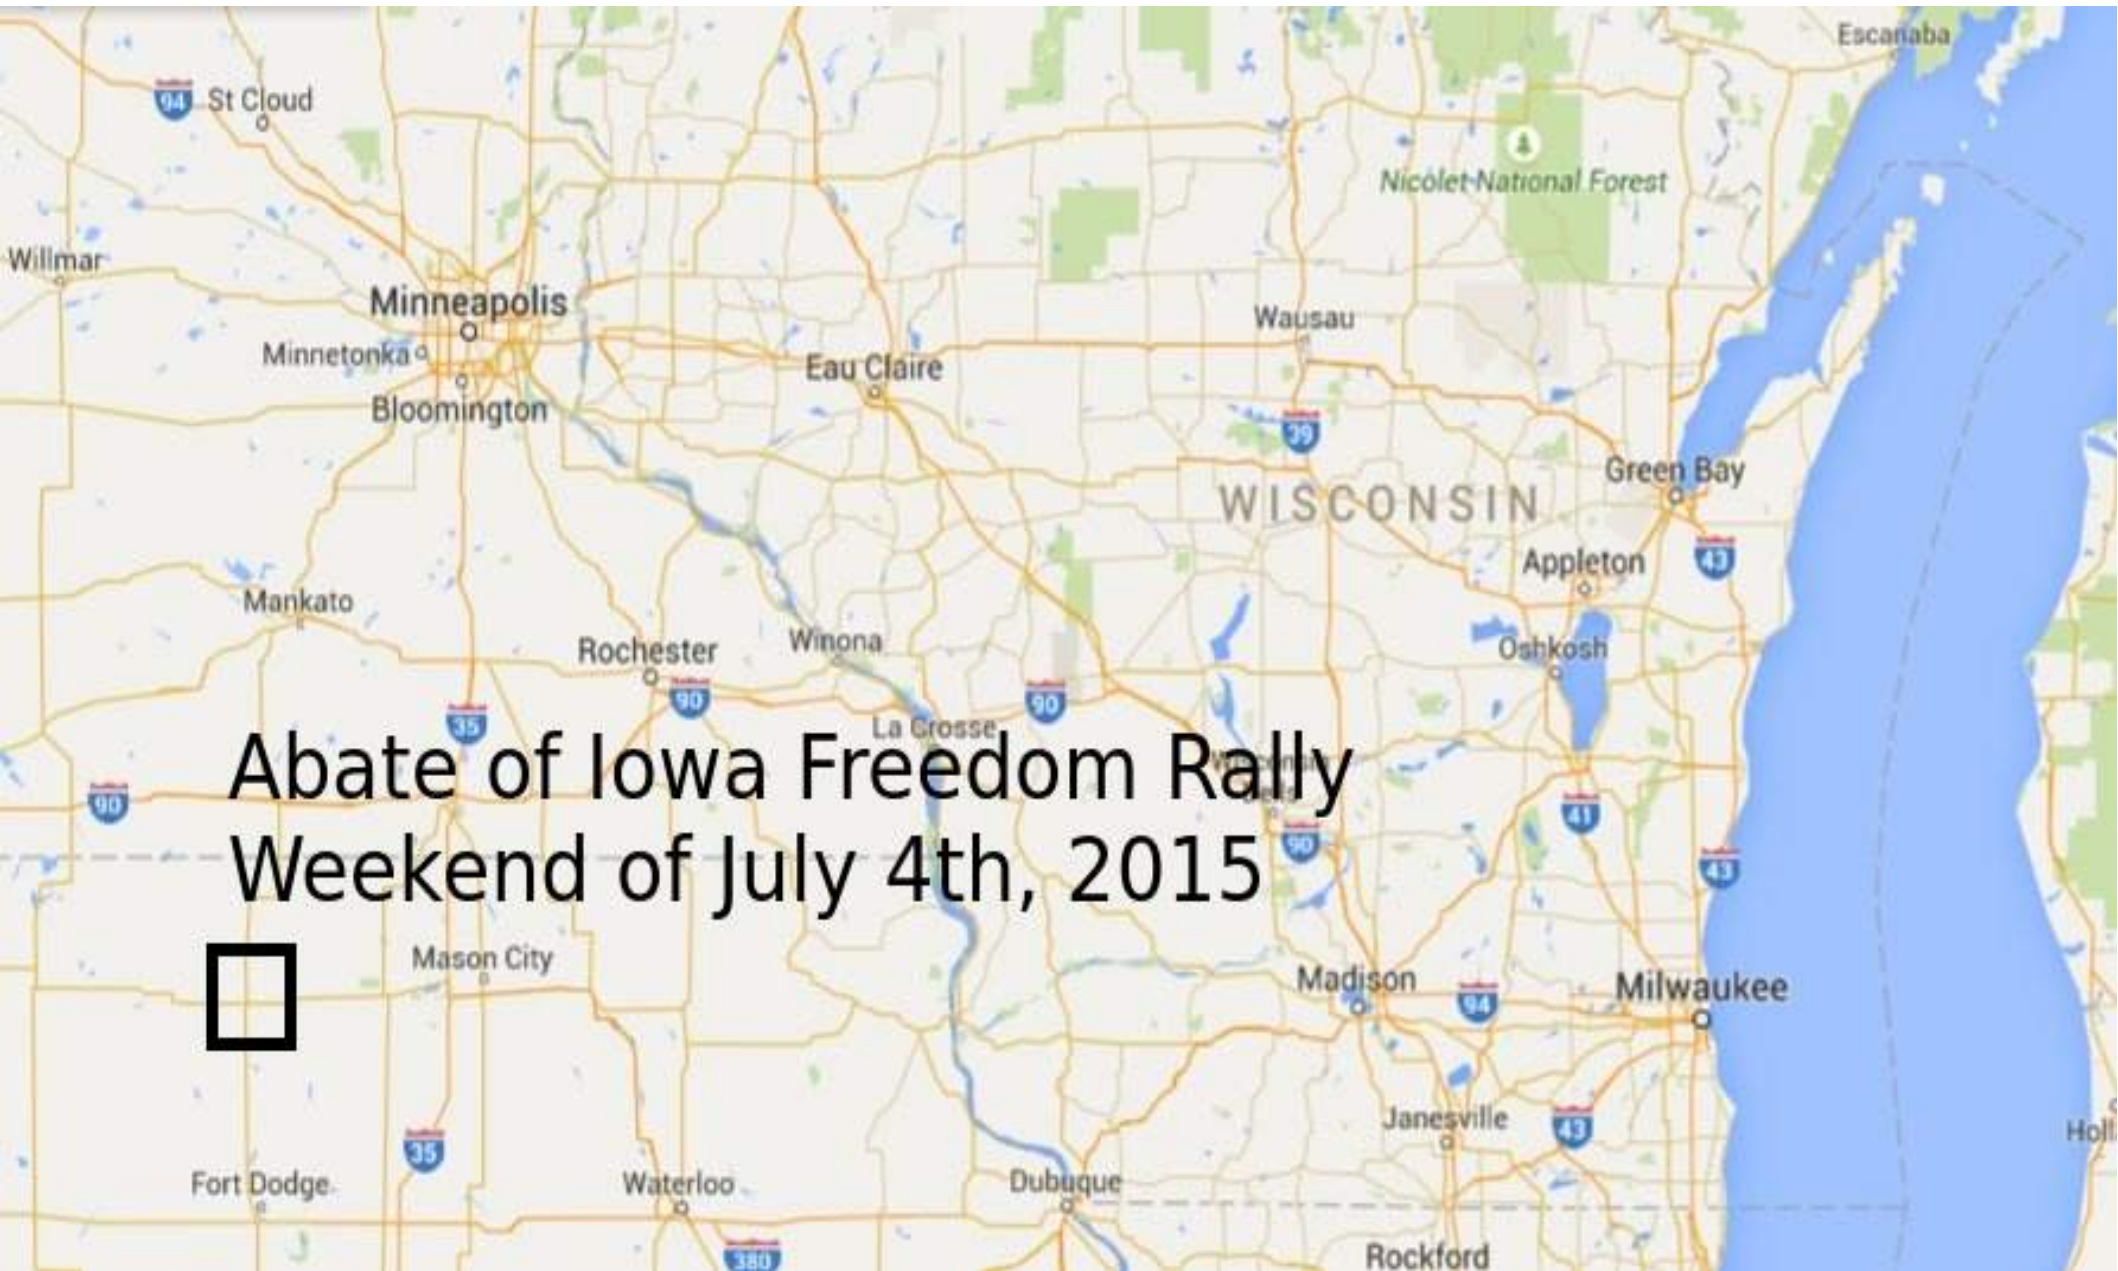 Escanaba
94 St Cloud
Nicolet National Forest
Willmar
Minneapolis
Wausau
Minnetonka
Eau Claire
Bloomington
39
Green Bay
WISCONSIN
Appleton
43
Mankato
Winona
Rochester
Oshkosh
90
90
35
La Crosse
Abate of Iowa Freedom Rally
90
41
Weekend of July 4th, 2015
90
43
Mason City
Madison
Milwaukee
94
Janesville
43
35
Fort Dodge
Waterloo
Dubuque
380
Rockford